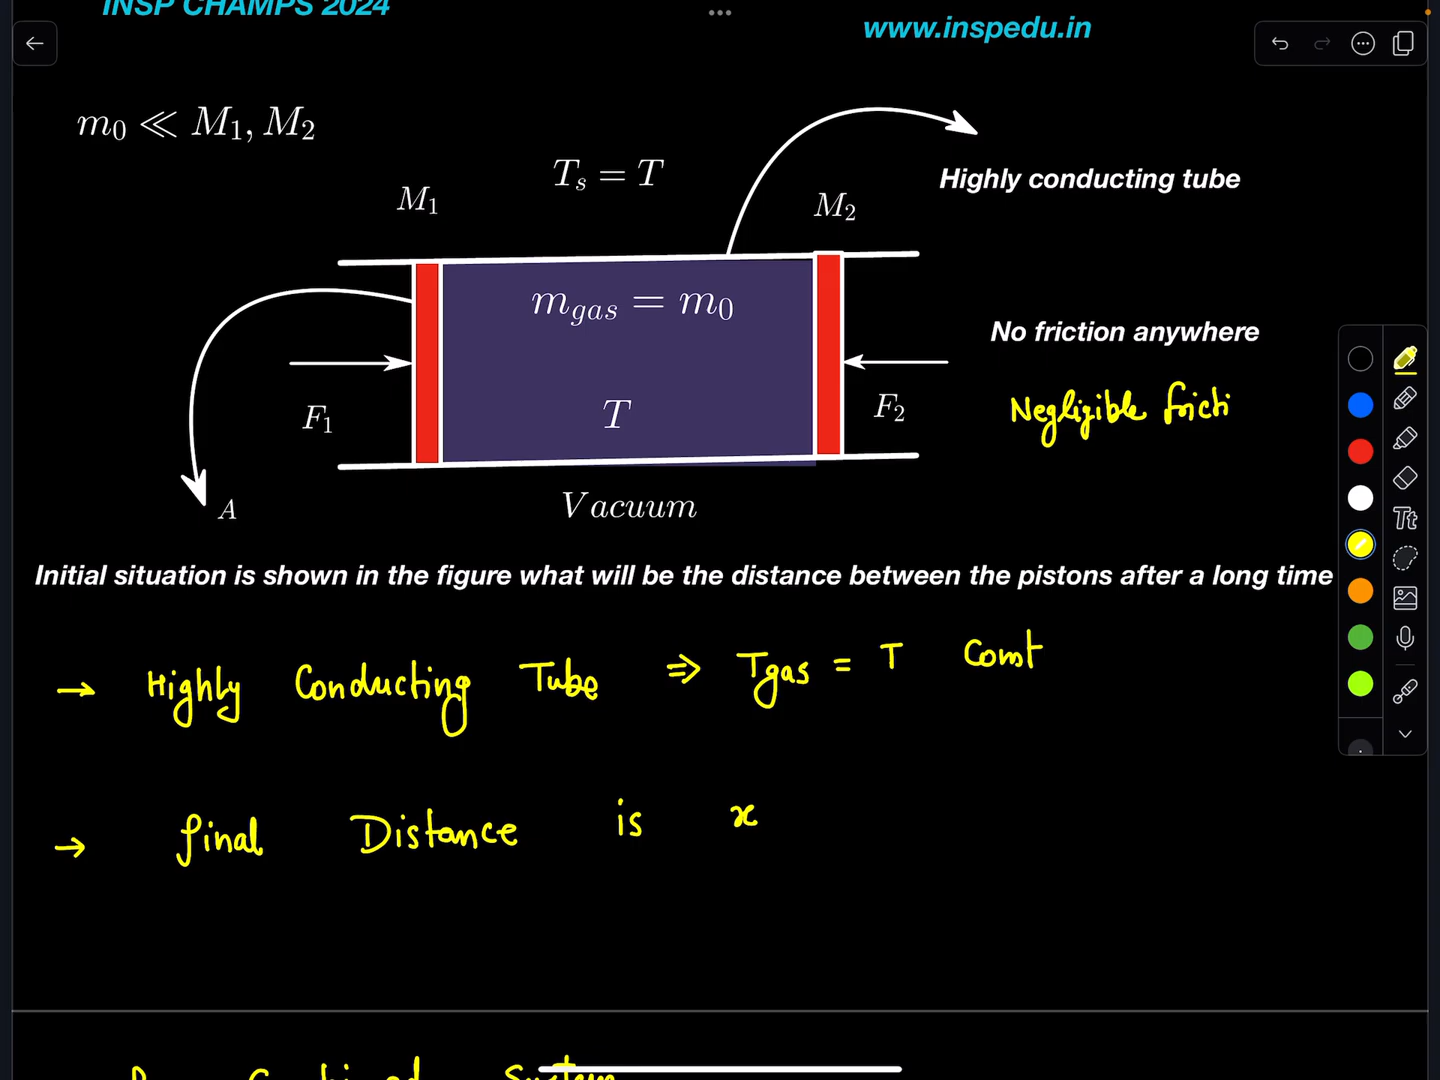 INSP CHAMPS 2024
www.inspedu.in
m₀ ≪ M₁, M₂
Tₛ = T
Highly conducting tube
M₁
M₂
m_gas = m₀
No friction anywhere
Negligible fricti
F₁
T
F₂
A
Vacuum
Initial situation is shown in the figure what will be the distance between the pistons after a long time
→ Highly Conducting Tube ⇒ Tgas = T Const
→ final Distance is x
Tt